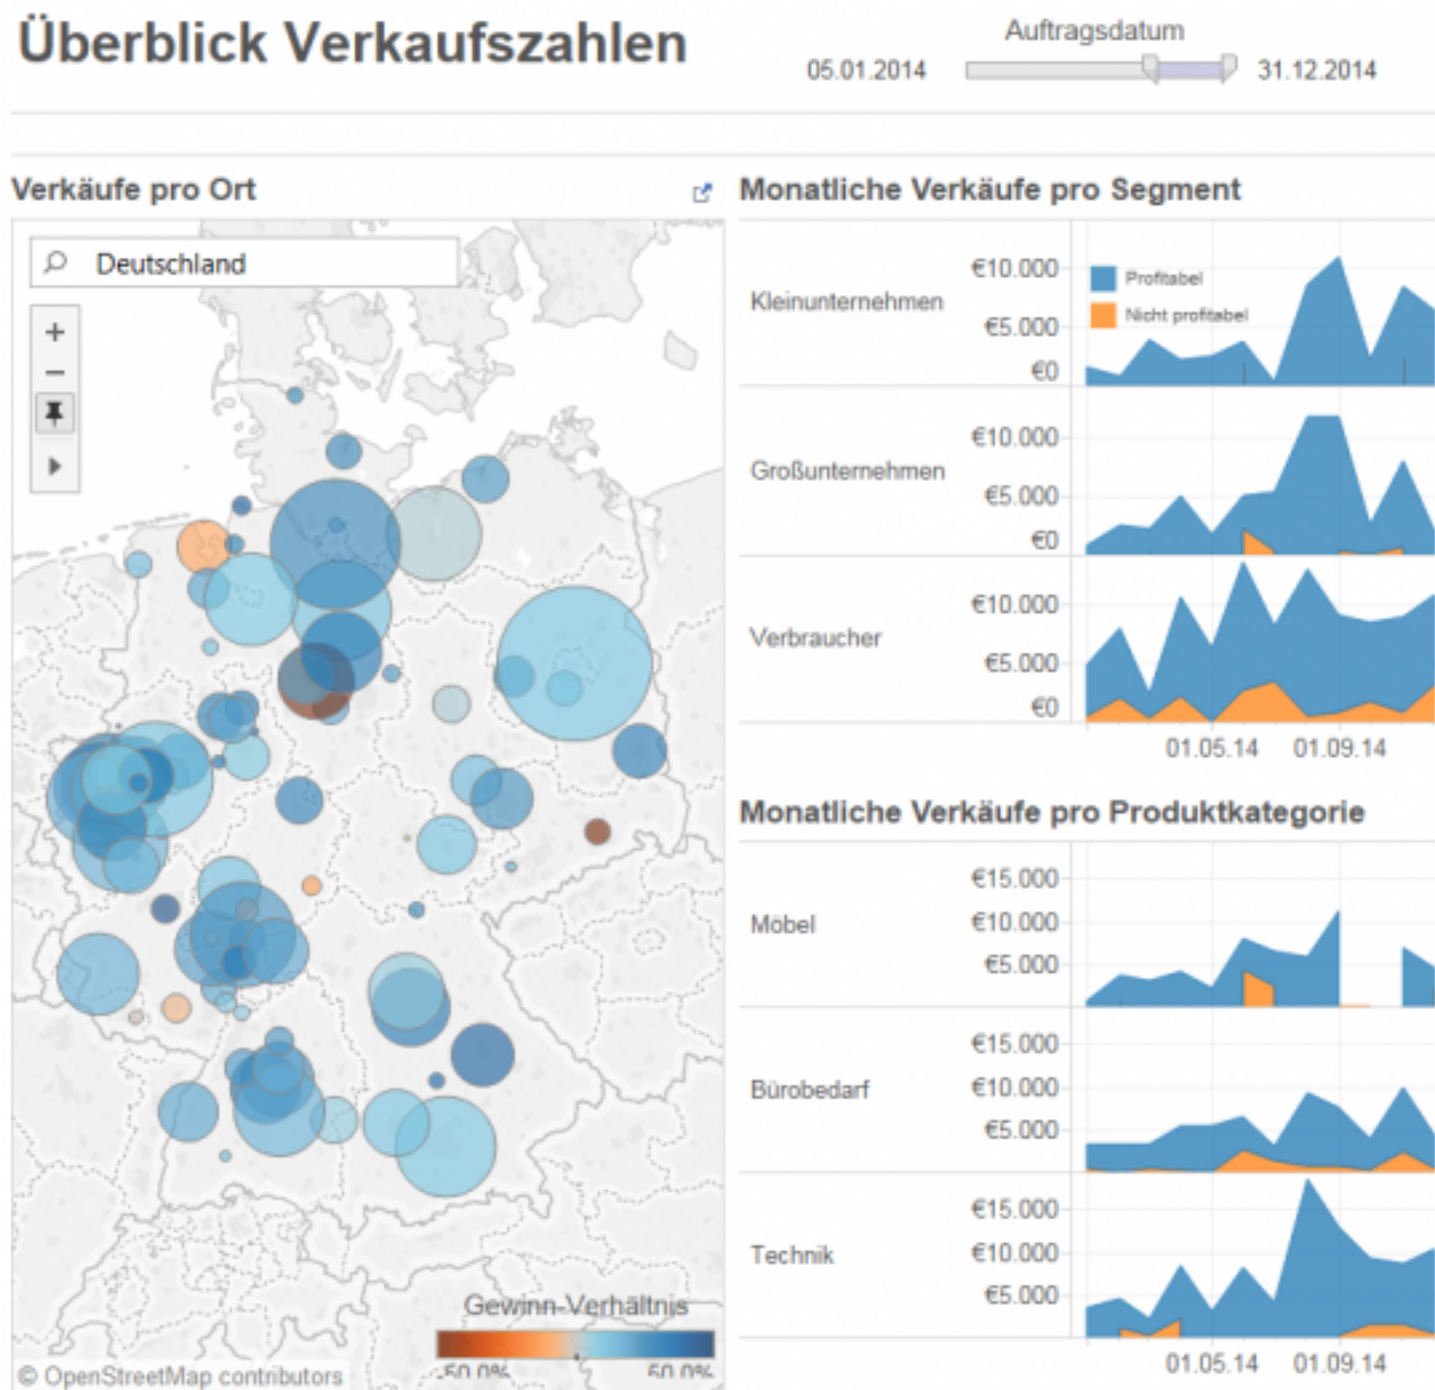 Überblick Verkaufszahlen
Auftragsdatum
05.01.2014 31.12.2014
Verkäufe pro Ort
Deutschland
+
−
Gewinn-Verhältnis
-50.0% 50.0%
© OpenStreetMap contributors
Monatliche Verkäufe pro Segment
Kleinunternehmen
€10.000
€5.000
€0
Profitabel
Nicht profitabel
Großunternehmen
€10.000
€5.000
€0
Verbraucher
€10.000
€5.000
€0
01.05.14 01.09.14
Monatliche Verkäufe pro Produktkategorie
Möbel
€15.000
€10.000
€5.000
Bürobedarf
€15.000
€10.000
€5.000
Technik
€15.000
€10.000
€5.000
01.05.14 01.09.14